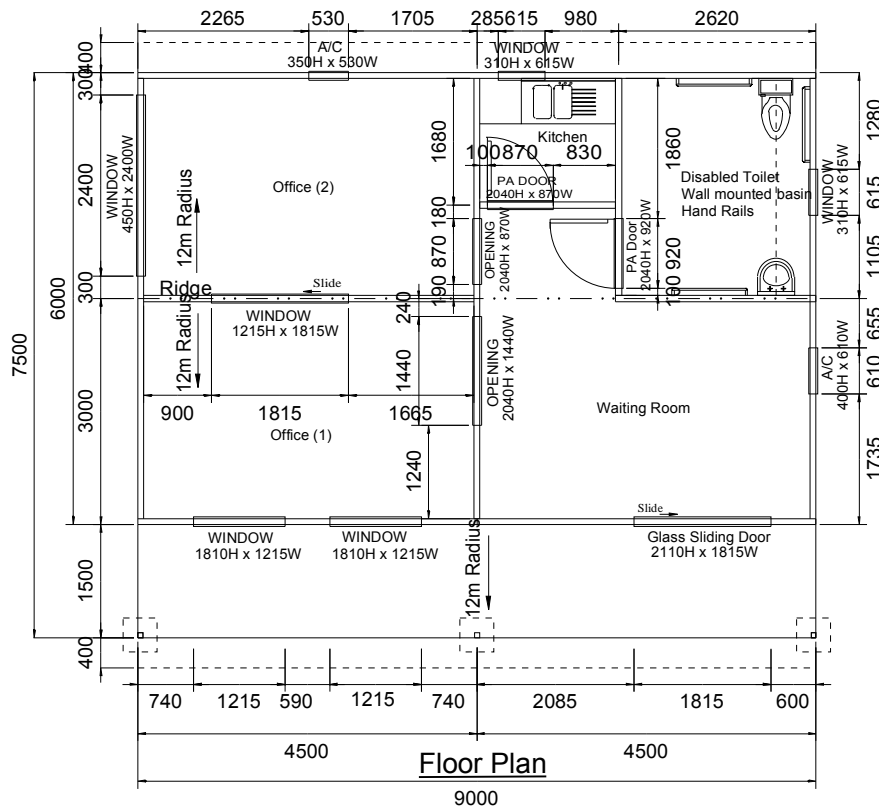 2265 530 1705 285 615 980 2620
A/C
350H x 530W
WINDOW
310H x 615W
400
300
2400
300
6000
7500
3000
1500
400
WINDOW
450H x 2400W
12m Radius
Office (2)
1680
180
870
190
Kitchen
100 870 830
PA DOOR
2040H x 870W
OPENING
2040H x 870W
1860
920
190
PA Door
2040H x 920W
Disabled Toilet
Wall mounted basin
Hand Rails
WINDOW
310H x 615W
1280
615
1105
655
610
1735
A/C
400H x 610W
Ridge
Slide
WINDOW
1215H x 1815W
12m Radius
240
1440
1240
OPENING
2040H x 1440W
900 1815 1665
Office (1)
Waiting Room
Slide
WINDOW
1810H x 1215W
WINDOW
1810H x 1215W
Glass Sliding Door
2110H x 1815W
12m Radius
740 1215 590 1215 740 2085 1815 600
4500 4500
Floor Plan
9000